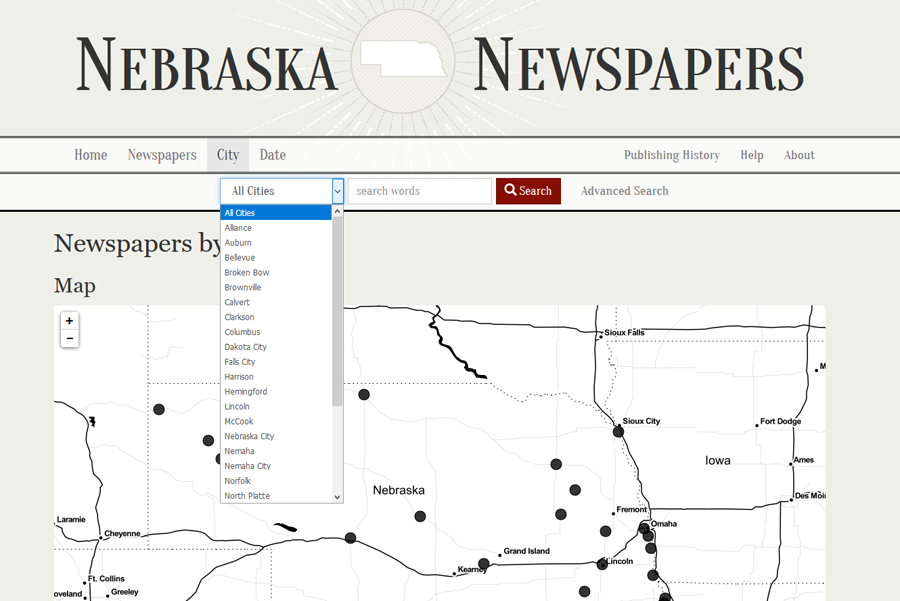 NEBRASKA NEWSPAPERS
Home Newspapers City Date Publishing History Help About
All Cities search words Search Advanced Search
All Cities
Alliance
Auburn
Bellevue
Broken Bow
Brownville
Calvert
Clarkson
Columbus
Dakota City
Falls City
Harrison
Hemingford
Lincoln
McCook
Nebraska City
Nemaha
Nemaha City
Norfolk
North Platte
Newspapers by
Map
+
−
Sioux Falls
M
Sioux City
Fort Dodge
Iowa
Ames
Nebraska
Des Moi
Fremont
Laramie
Omaha
Cheyenne
Grand Island
Lincoln
Kearney
Ft. Collins
oveland
Greeley